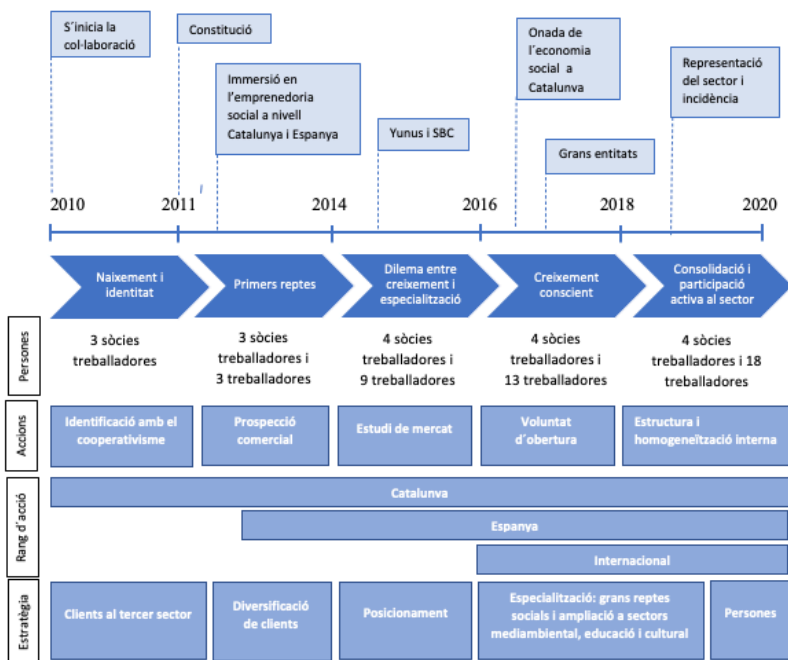 S´inicia la
col·laboració
Constitució
Immersió en
l'emprenedoria
social a nivell
Catalunya i Espanya
Yunus i SBC
Onada de
l´economia
social a
Catalunva
Grans entitats
Representació
del sector i
incidència
2010
2011
2014
2016
2018
2020
Naixement i
identitat
Primers reptes
Dilema entre
creixement i
especialització
Creixement
conscient
Consolidació i
participació
activa al sector
Persones
3 sòcies
treballadores
3 sòcies
treballadores i
3 treballadores
4 sòcies
treballadores i
9 treballadores
4 sòcies
treballadores i
13 treballadores
4 sòcies
treballadores i 18
treballadores
Accions
Identificació amb el
cooperativisme
Prospecció
comercial
Estudi de mercat
Voluntat
d´obertura
Estructura I
homogeneïtzació interna
Rang d´acció
Catalunva
Espanya
Internacional
Estratègia
Clients al tercer sector
Diversificació
de clients
Posicionament
Especialització: grans reptes
socials i ampliació a sectors
mediambiental, educació i cultural
Persones